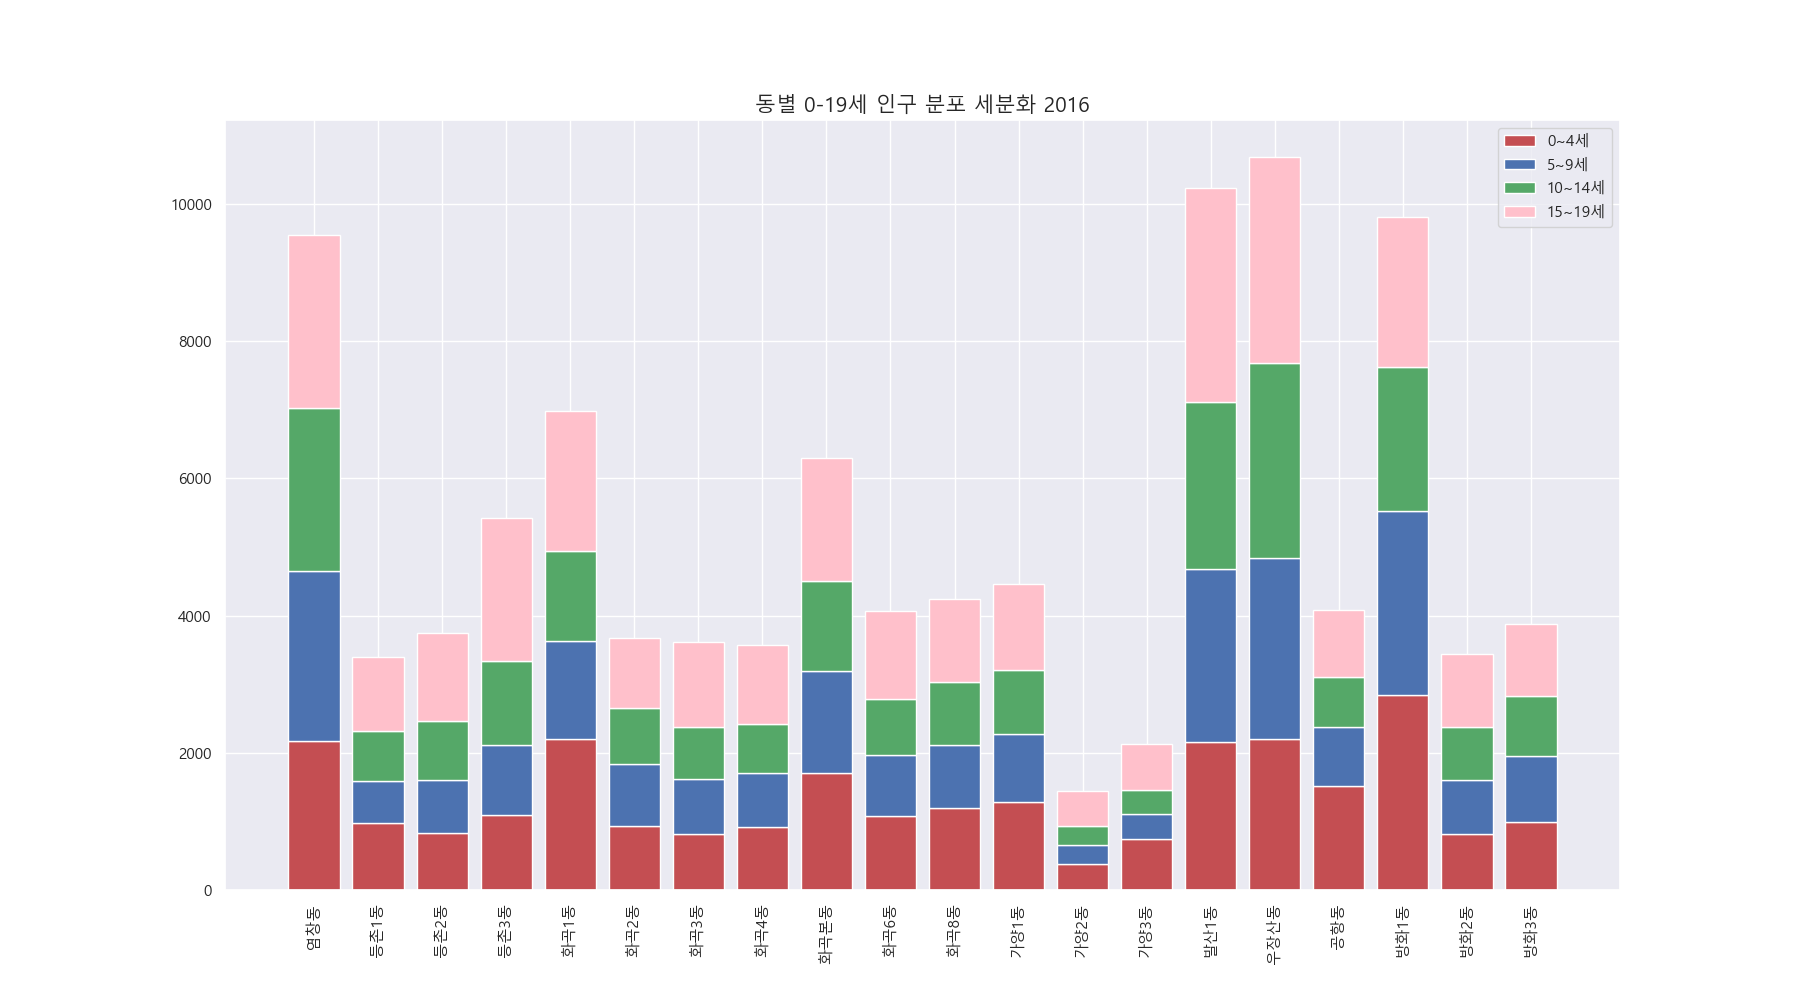 동별 0-19세 인구 분포 세분화 2016
0~4세
5~9세
10~14세
15~19세
10000
8000
6000
4000
2000
0
염창동
등촌1동
등촌2동
등촌3동
화곡1동
화곡2동
화곡3동
화곡4동
화곡본동
화곡6동
화곡8동
가양1동
가양2동
가양3동
발산1동
우장산동
공항동
방화1동
방화2동
방화3동